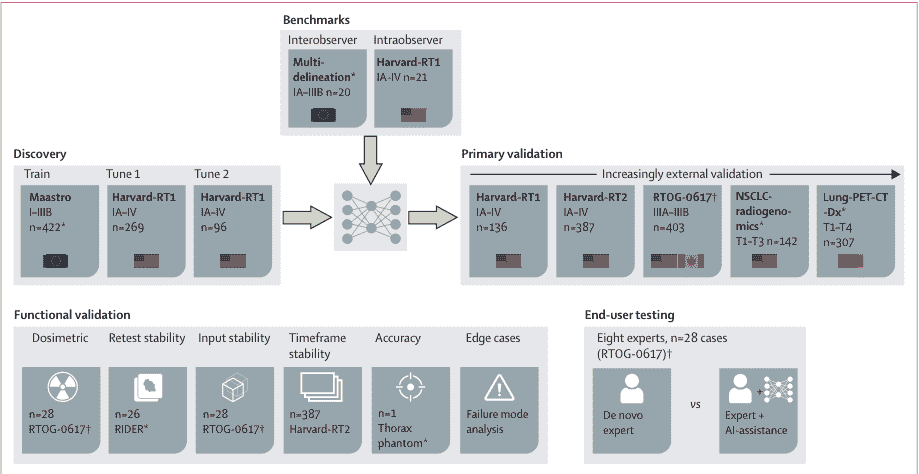 Benchmarks
Interobserver
Intraobserver
Multi-
delineation*
IA–IIIB n=20
Harvard-RT1
IA-IV n=21
Discovery
Train
Tune 1
Tune 2
Maastro
I–IIIB
n=422*
Harvard-RT1
IA–IV
n=269
Harvard-RT1
IA–IV
n=96
Primary validation
Increasingly external validation
Harvard-RT1
IA–IV
n=136
Harvard-RT2
IA–IV
n=387
RTOG-0617†
IIIA–IIIB
n=403
NSCLC-
radiogeno-
mics*
T1–T3 n=142
Lung-PET-CT
-Dx*
T1–T4
n=307
Functional validation
Dosimetric
Retest stability
Input stability
Timeframe
stability
Accuracy
Edge cases
n=28
RTOG-0617†
n=26
RIDER*
n=28
RTOG-0617†
n=387
Harvard-RT2
n=1
Thorax
phantom*
Failure mode
analysis
End-user testing
Eight experts, n=28 cases
(RTOG-0617)†
De novo
expert
vs
+
Expert +
AI-assistance